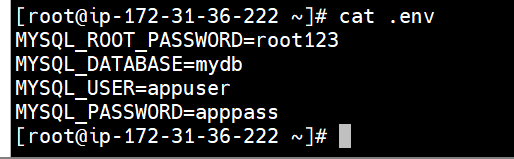 [root@ip-172-31-36-222 ~]# cat .env
MYSQL_ROOT_PASSWORD=root123
MYSQL_DATABASE=mydb
MYSQL_USER=appuser
MYSQL_PASSWORD=apppass
[root@ip-172-31-36-222 ~]#